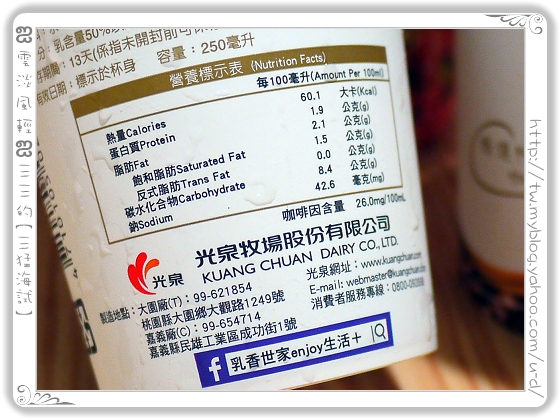 乳含量50%以
期間：13天(係指未開封前可保
有效日期：標示於杯身 容量：250毫升
營養標示表 (Nutrition Facts)
每100毫升(Amount Per 100ml)
熱量Calories 60.1 大卡(Kcal)
蛋白質Protein 1.9 公克(g)
脂肪Fat 2.1 公克(g)
飽和脂肪Saturated Fat 1.5 公克(g)
反式脂肪Trans Fat 0.0 公克(g)
碳水化合物Carbohydrate 8.4 公克(g)
鈉Sodium 42.6 毫克(mg)
咖啡因含量 26.0mg/100mL
光泉
光泉牧場股份有限公司
KUANG CHUAN DAIRY CO., LTD.
製造地點：大園廠(T)：99-621854
桃園縣大園鄉大觀路1249號
嘉義廠(C)：99-654714
嘉義縣民雄工業區成功街1號
光泉網址：www.kuangchuan
E-mail: webmaster@kuangchuan.com
消費者服務專線：0800-0
f 乳香世家enjoy生活＋
雲淡風輕
三三的【三猛海試】
http://tw.myblog.yahoo.com/u-d/